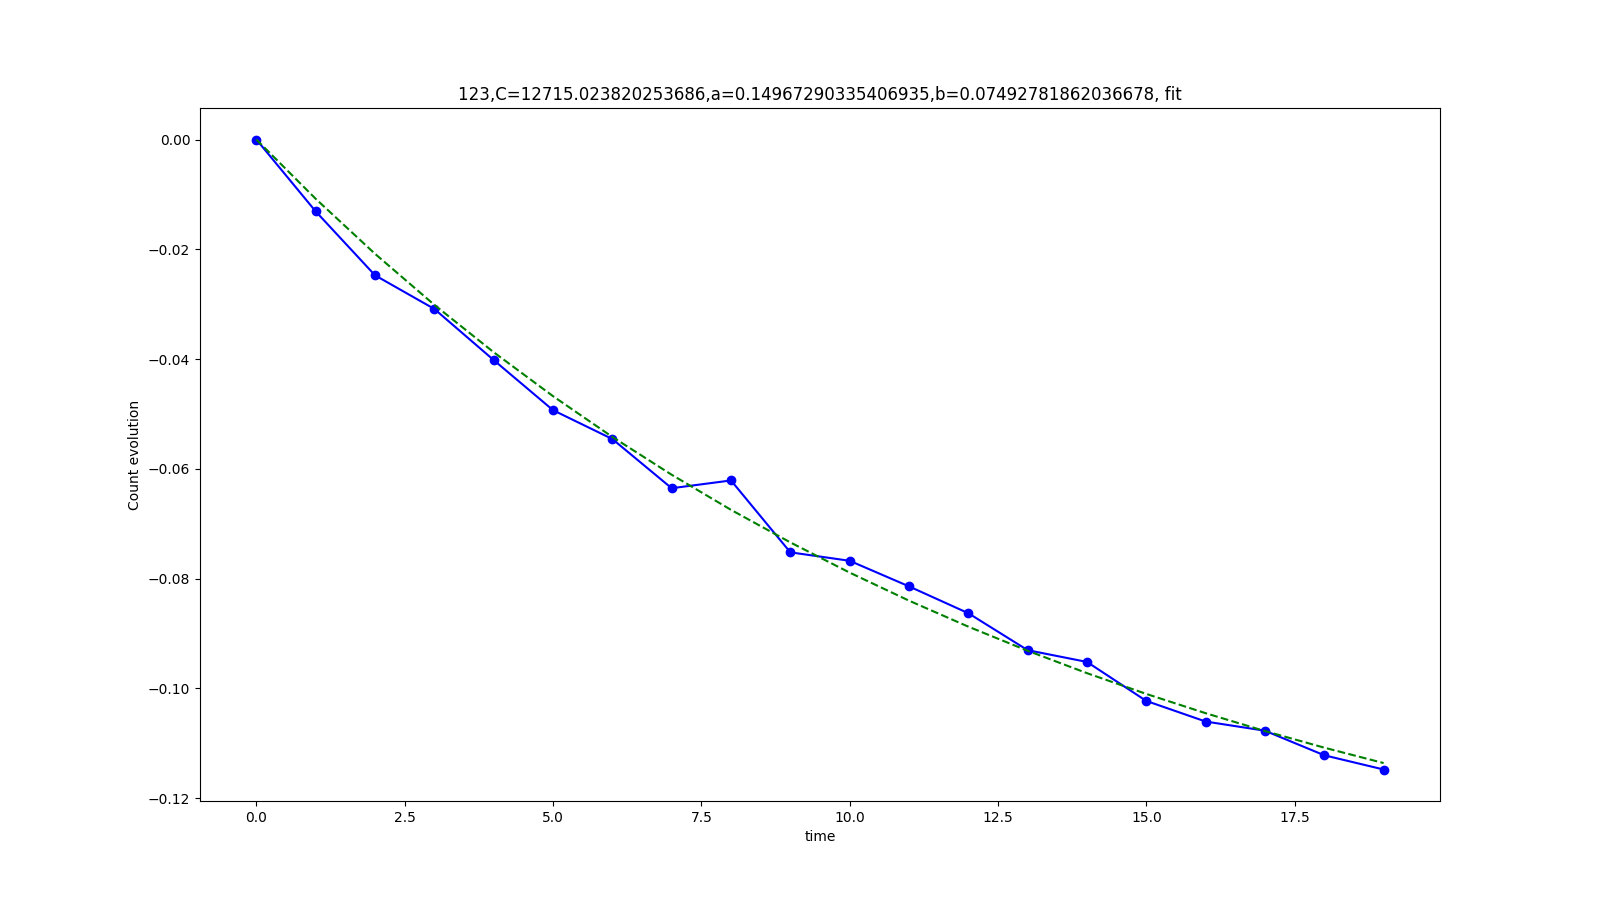 123,C=12715.023820253686,a=0.14967290335406935,b=0.07492781862036678, fit
0.00
−0.02
−0.04
−0.06
−0.08
−0.10
−0.12
Count evolution
0.0 2.5 5.0 7.5 10.0 12.5 15.0 17.5
time